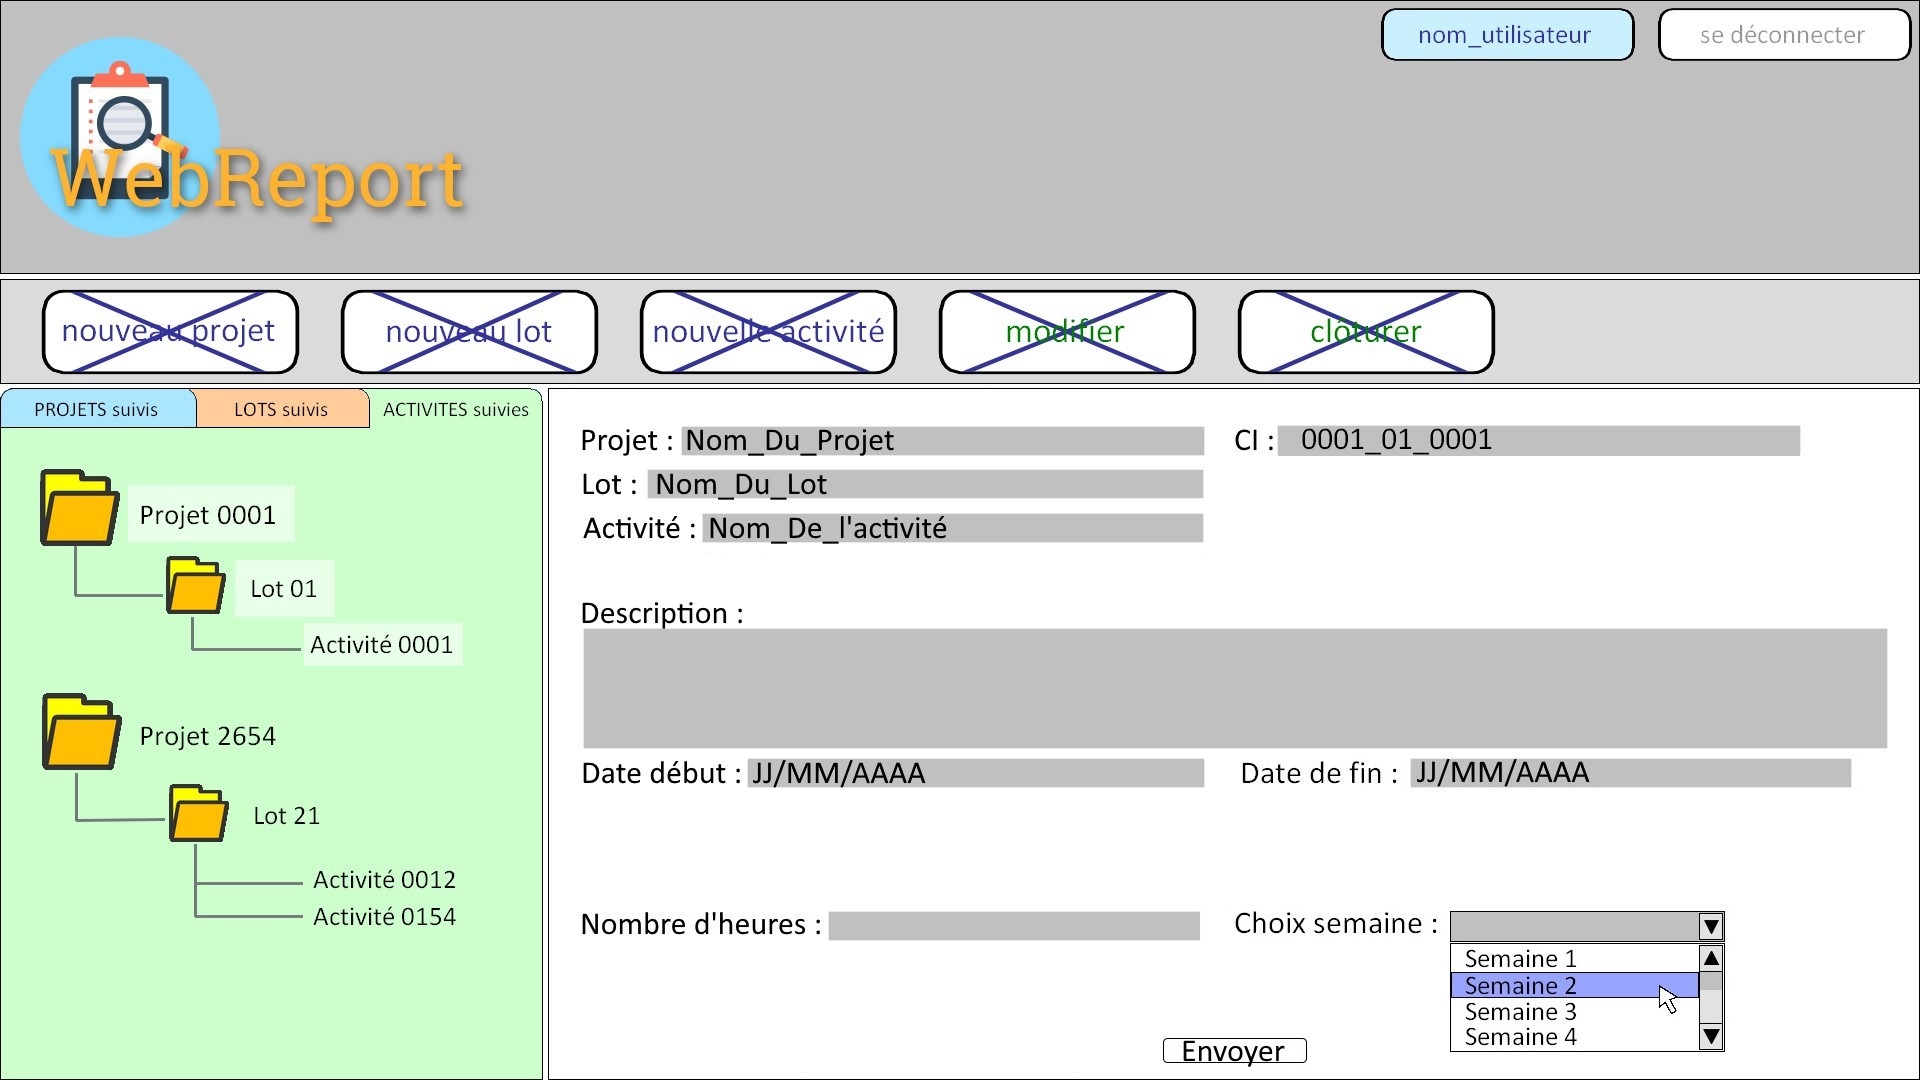 nom_utilisateur
se déconnecter
WebReport
nouveau projet
nouveau lot
nouvelle activité
modifier
clôturer
PROJETS suivis
LOTS suivis
ACTIVITES suivies
Projet 0001
Lot 01
Activité 0001
Projet 2654
Lot 21
Activité 0012
Activité 0154
Projet : Nom_Du_Projet
CI : 0001_01_0001
Lot : Nom_Du_Lot
Activité : Nom_De_l'activité
Description :
Date début : JJ/MM/AAAA
Date de fin : JJ/MM/AAAA
Nombre d'heures :
Choix semaine :
Semaine 1
Semaine 2
Semaine 3
Semaine 4
Envoyer